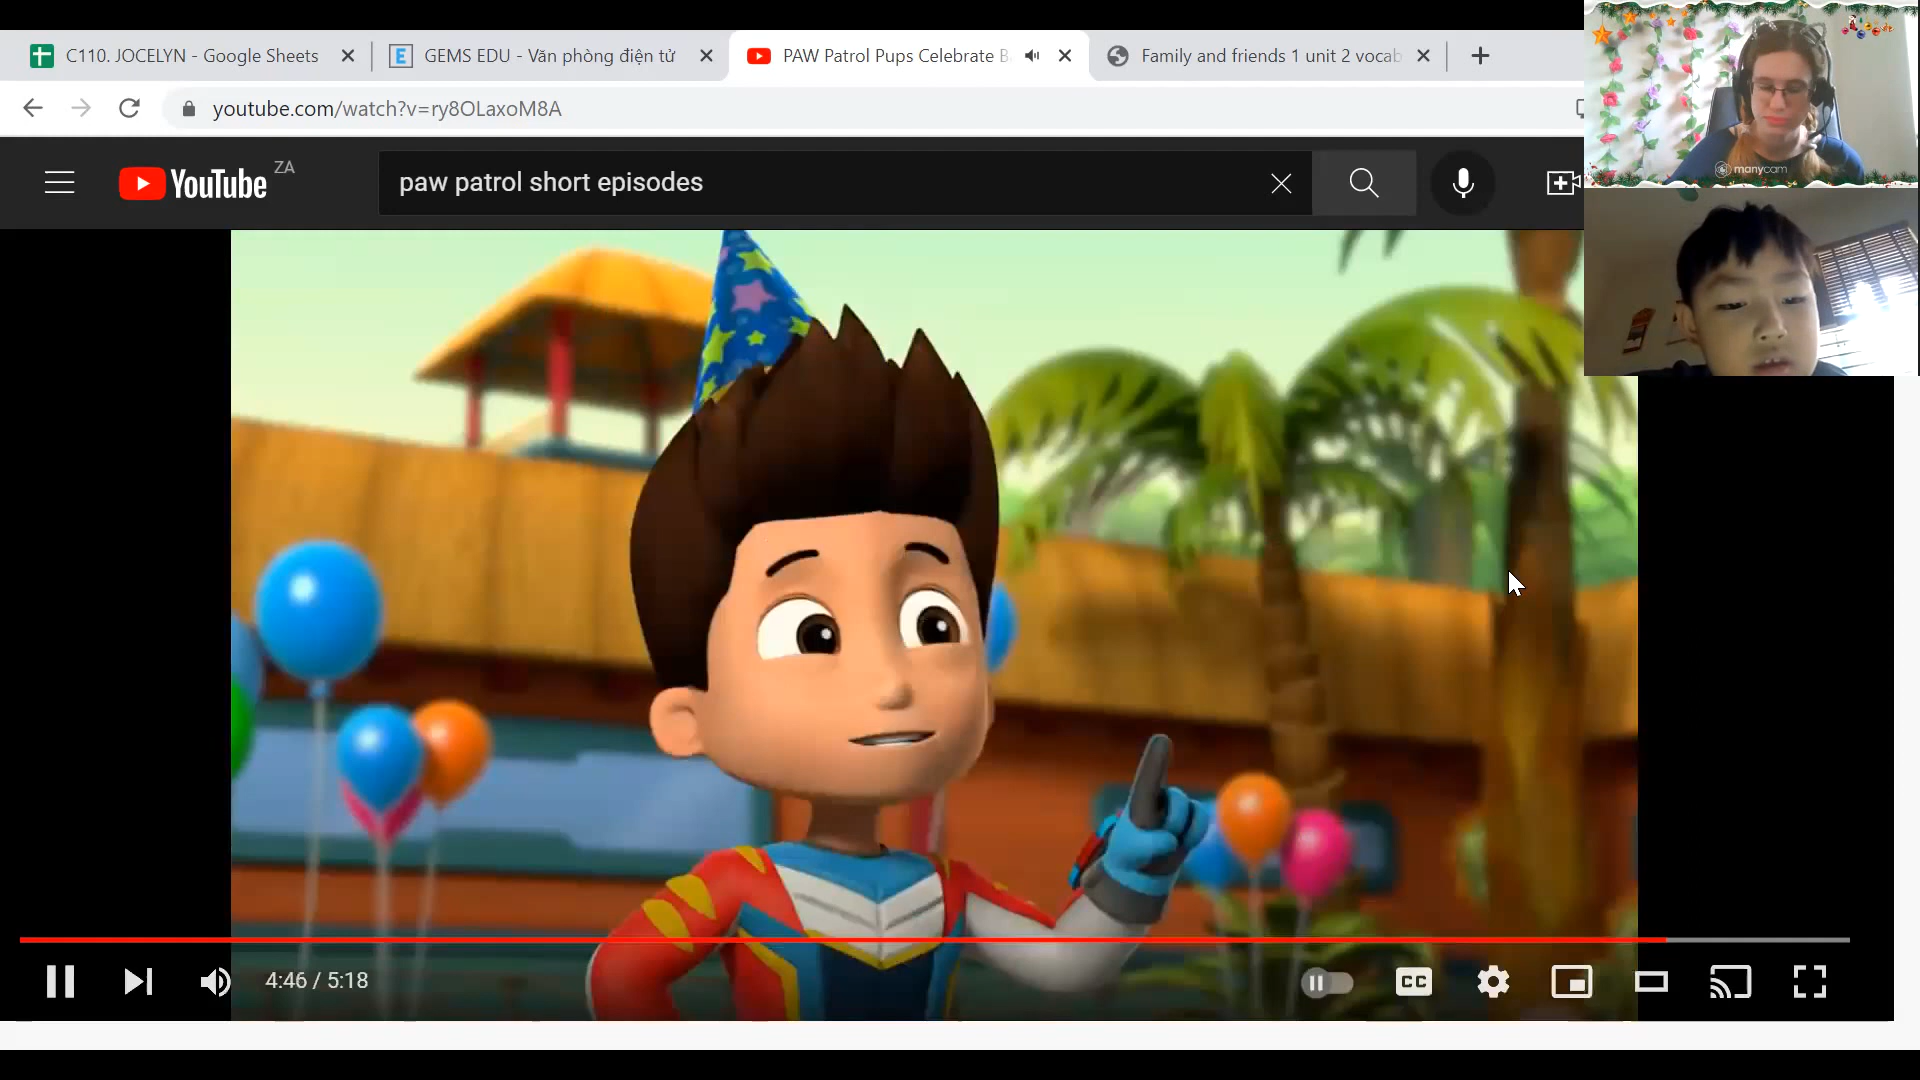 C110. JOCELYN - Google Sheets
GEMS EDU - Văn phòng điện tử
PAW Patrol Pups Celebrate B
Family and friends 1 unit 2 vocab
youtube.com/watch?v=ry8OLaxoM8A
YouTube ZA
paw patrol short episodes
manycam
4:46 / 5:18
CC